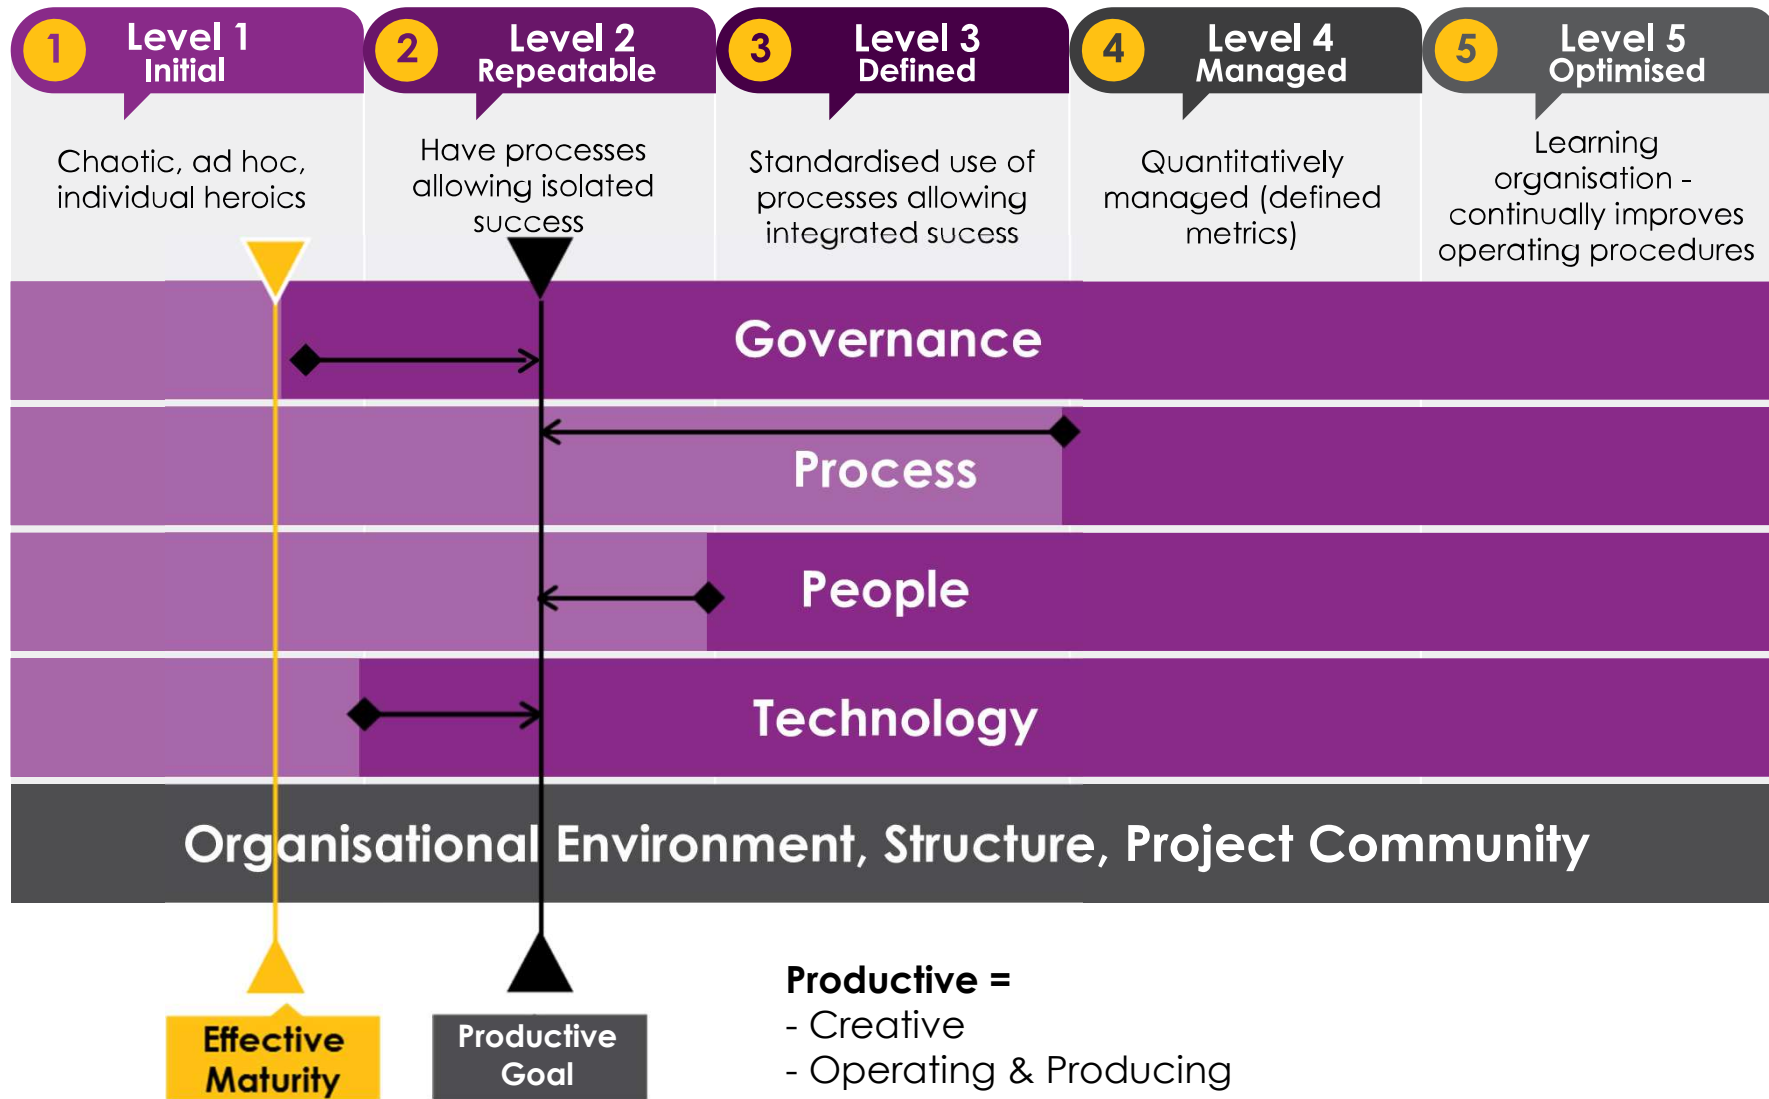 1
Level 1
Initial
2
Level 2
Repeatable
3
Level 3
Defined
4
Level 4
Managed
5
Level 5
Optimised
Chaotic, ad hoc,
individual heroics
Have processes
allowing isolated
success
Standardised use of
processes allowing
integrated sucess
Quantitatively
managed (defined
metrics)
Learning
organisation -
continually improves
operating procedures
Governance
Process
People
Technology
Organisational Environment, Structure, Project Community
Effective
Maturity
Productive
Goal
Productive =
- Creative
- Operating & Producing